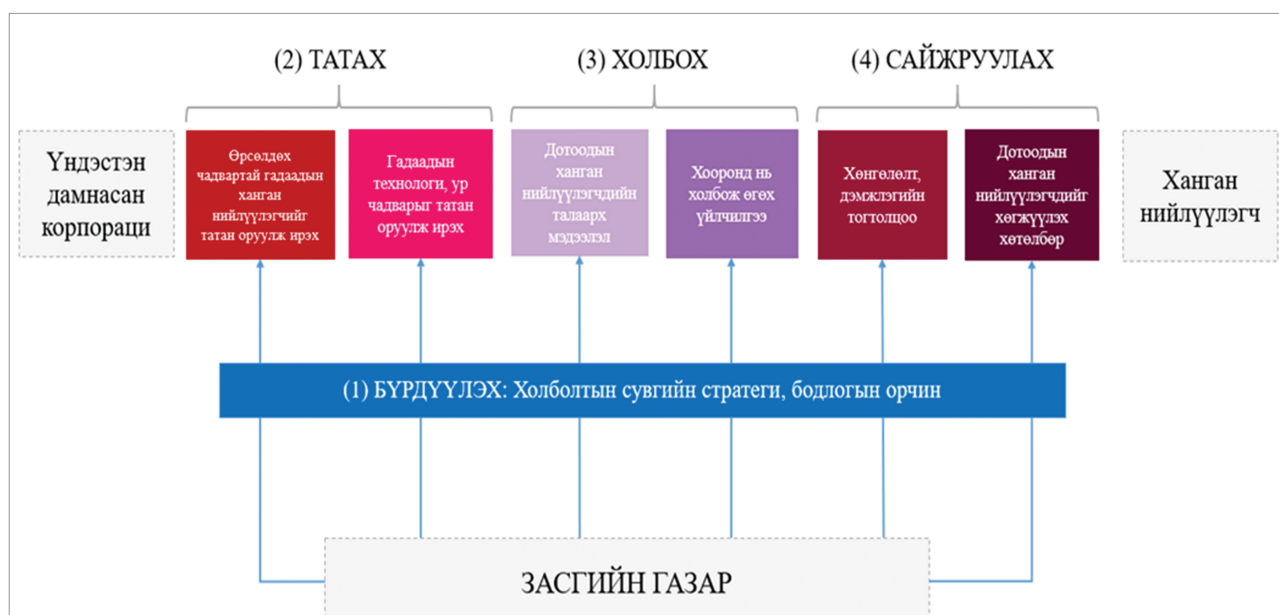 (2) ТАТАХ
(3) ХОЛБОХ
(4) САЙЖРУУЛАХ
Үндэстэн
дамнасан
корпораци
Өрсөлдөх
чадвартай гадаадын
ханган
нийлүүлэгчийг
татан оруулж ирэх
Гадаадын
технологи, ур
чадварыг татан
оруулж ирэх
Дотоодын
ханган
нийлүүлэгчдийн
талаарх
мэдээлэл
Хооронд нь
холбож өгөх
үйлчилгээ
Хөнгөлөлт,
дэмжлэгийн
тогтолцоо
Дотоодын
ханган
нийлүүлэгчдийг
хөгжүүлэх
хөтөлбөр
Ханган
нийлүүлэгч
(1) БҮРДҮҮЛЭХ: Холболтын сувгийн стратеги, бодлогын орчин
ЗАСГИЙН ГАЗАР